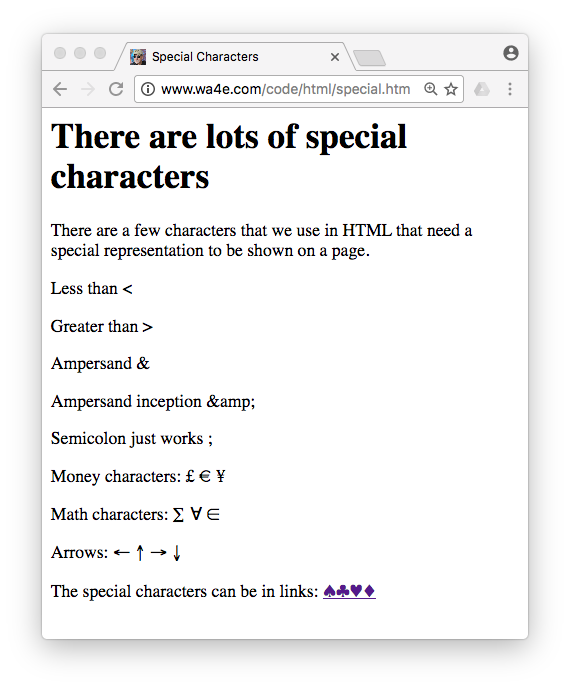 Special Characters
www.wa4e.com/code/html/special.htm
There are lots of special
characters
There are a few characters that we use in HTML that need a
special representation to be shown on a page.
Less than <
Greater than >
Ampersand &
Ampersand inception &amp;
Semicolon just works ;
Money characters: £ € ¥
Math characters: ∑ ∀ ∈
Arrows: ← ↑ → ↓
The special characters can be in links: ♠♣♥♦